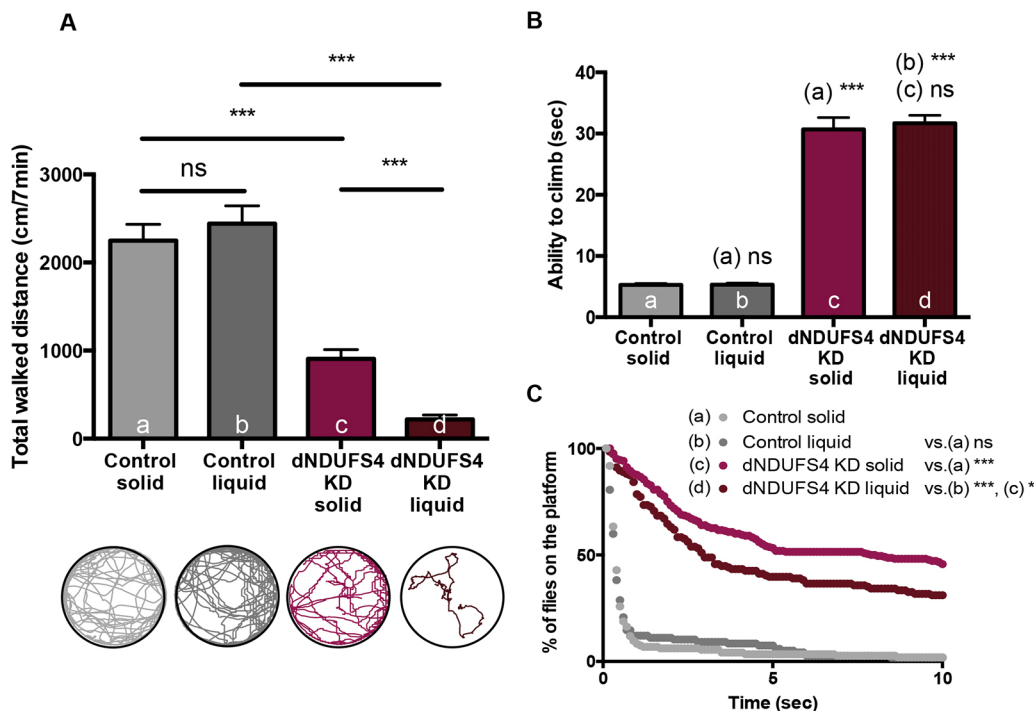 A
***
***
ns
***
Total walked distance (cm/7min)
3000
2000
1000
0
a
b
c
d
Control
solid
Control
liquid
dNDUFS4
KD
solid
dNDUFS4
KD
liquid
B
Ability to climb (sec)
40
30
20
10
0
(a) ns
(a) ***
(b) ***
(c) ns
a
b
c
d
Control
solid
Control
liquid
dNDUFS4
KD
solid
dNDUFS4
KD
liquid
C
(a) Control solid
(b) Control liquid vs.(a) ns
(c) dNDUFS4 KD solid vs.(a) ***
(d) dNDUFS4 KD liquid vs.(b) ***, (c) *
% of flies on the platform
100
50
0
0
5
10
Time (sec)